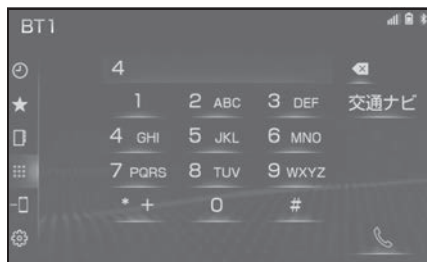 BT1
4
1 2 ABC 3 DEF 交通ナビ
4 GHI 5 JKL 6 MNO
7 PQRS 8 TUV 9 WXYZ
* + 0 #